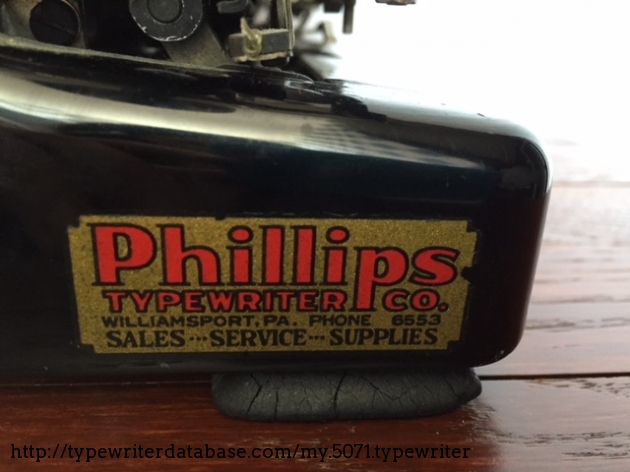 Phillips
TYPEWRITER CO.
WILLIAMSPORT, PA. PHONE 6553
SALES···SERVICE···SUPPLIES
http://typewriterdatabase.com/my.5071.typewriter